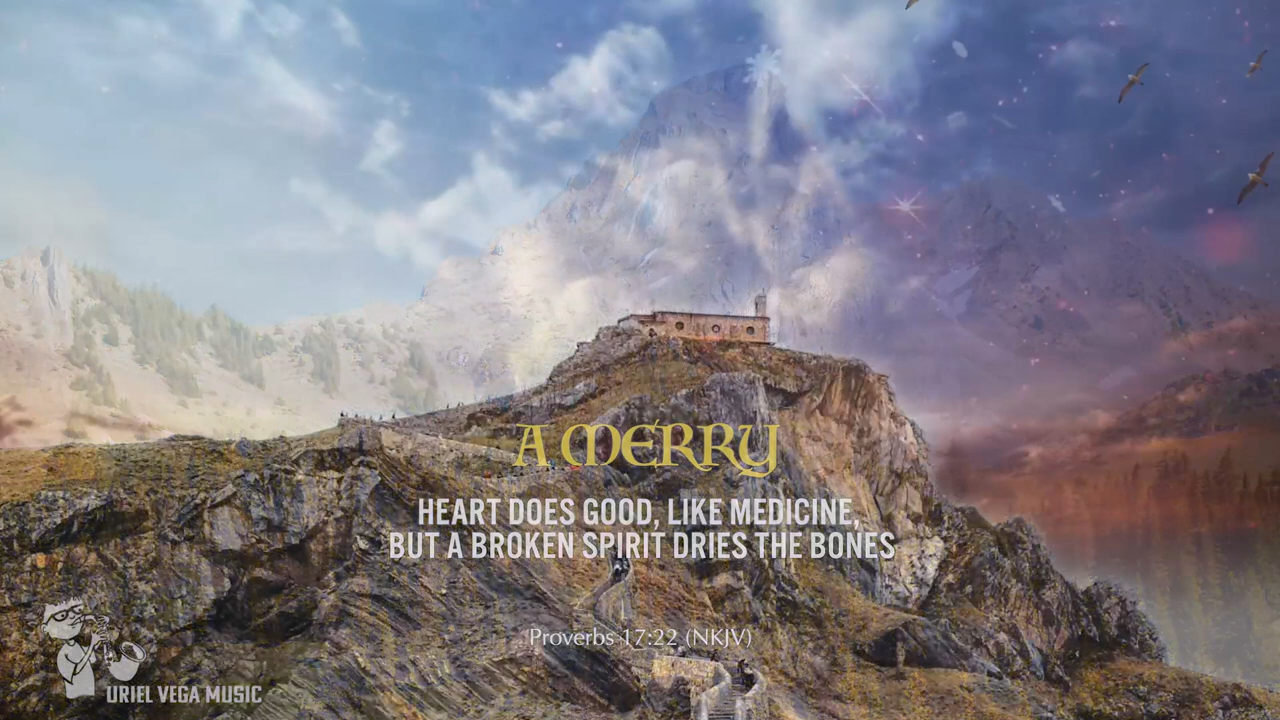 A MERRY
HEART DOES GOOD, LIKE MEDICINE,
BUT A BROKEN SPIRIT DRIES THE BONES
Proverbs 17:22 (NKJV)
URIEL VEGA MUSIC